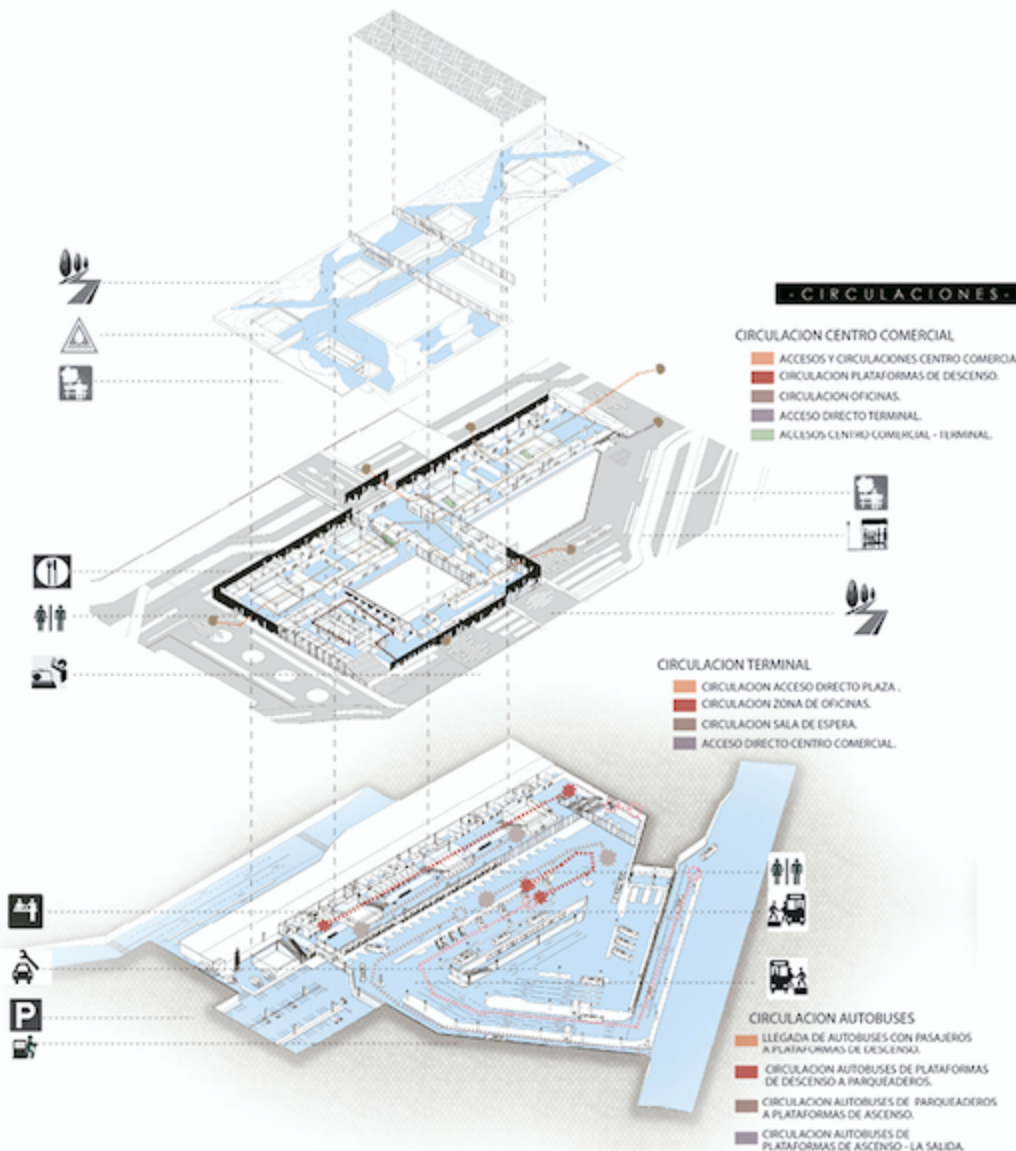 · CIRCULACIONES ·
CIRCULACION CENTRO COMERCIAL
ACCESOS Y CIRCULACIONES CENTRO COMERCIA
CIRCULACION PLATAFORMAS DE DESCENSO.
CIRCULACION OFICINAS.
ACCESO DIRECTO TERMINAL.
ACCESOS CENTRO COMERCIAL - TERMINAL.
CIRCULACION TERMINAL
CIRCULACION ACCESO DIRECTO PLAZA .
CIRCULACION ZONA DE OFICINAS.
CIRCULACION SALA DE ESPERA.
ACCESO DIRECTO CENTRO COMERCIAL.
P
CIRCULACION AUTOBUSES
LLEGADA DE AUTOBUSES CON PASAJEROS
A PLATAFORMAS DE DESCENSO.
CIRCULACION AUTOBUSES DE PLATAFORMAS
DE DESCENSO A PARQUEADEROS.
CIRCULACION AUTOBUSES DE PARQUEADEROS
A PLATAFORMAS DE ASCENSO.
CIRCULACION AUTOBUSES DE
PLATAFORMAS DE ASCENSO - LA SALIDA.